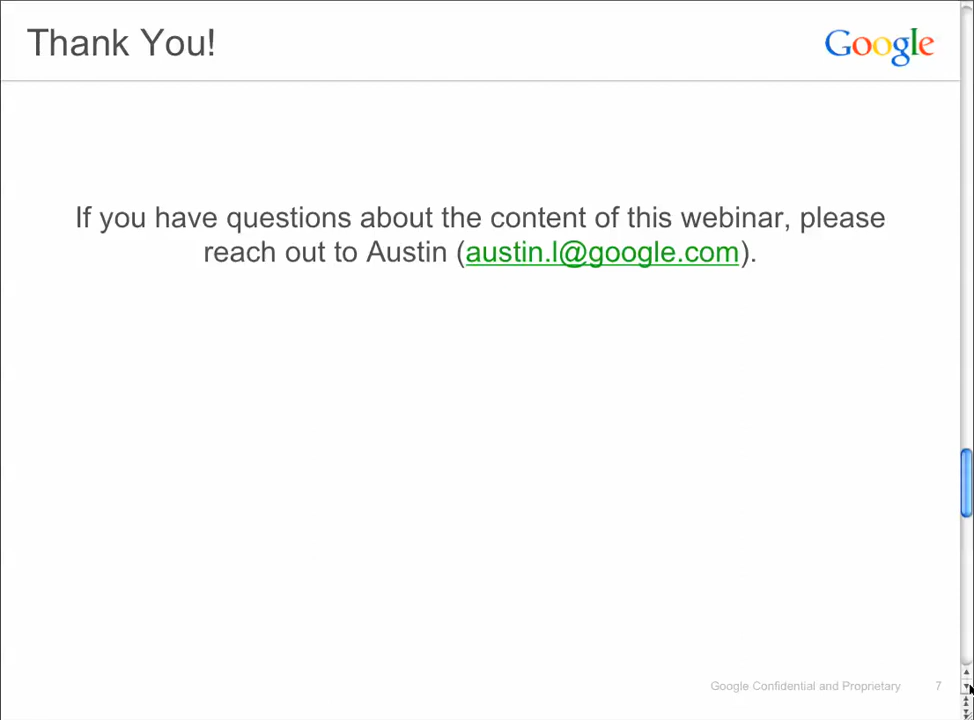 Thank You!
Google
If you have questions about the content of this webinar, please
reach out to Austin (austin.l@google.com).
Google Confidential and Proprietary 7